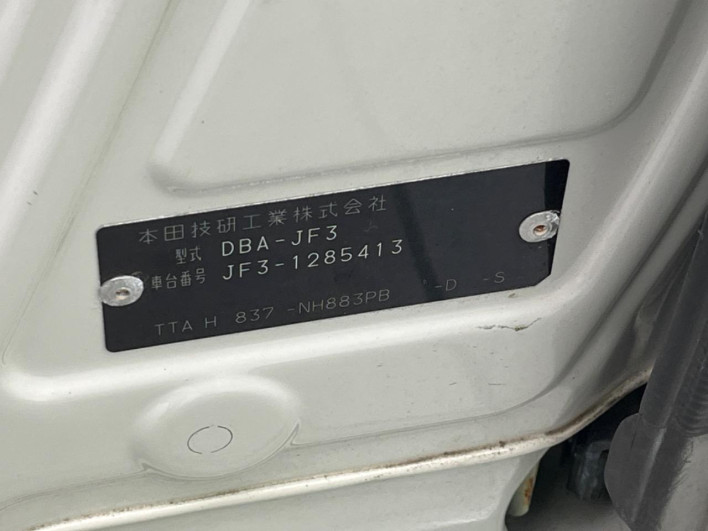 本田技研工業株式会社
型式 DBA-JF3
車台番号 JF3-1285413
TTA H 837 -NH883PB -D -S